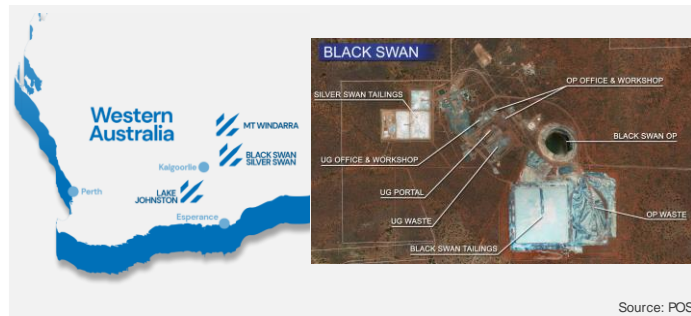 Western
Australia
MT WINDARRA
BLACK SWAN
SILVER SWAN
Kalgoorlie
Perth
LAKE
JOHNSTON
Esperance
BLACK SWAN
OP OFFICE & WORKSHOP
SILVER SWAN TAILINGS
BLACK SWAN OP
UG OFFICE & WORKSHOP
UG PORTAL
UG WASTE
OP WASTE
BLACK SWAN TAILINGS
Source: POS